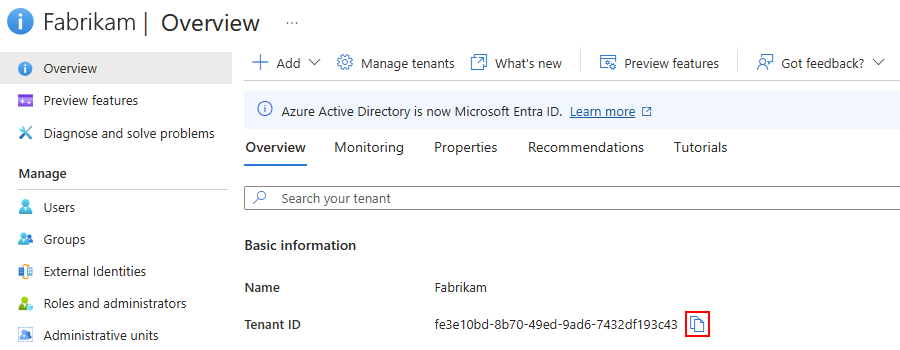 Fabrikam | Overview ...
Overview
Preview features
Diagnose and solve problems
Manage
Users
Groups
External Identities
Roles and administrators
Administrative units
Add Manage tenants What's new Preview features Got feedback?
Azure Active Directory is now Microsoft Entra ID. Learn more
Overview Monitoring Properties Recommendations Tutorials
Search your tenant
Basic information
Name Fabrikam
Tenant ID fe3e10bd-8b70-49ed-9ad6-7432df193c43